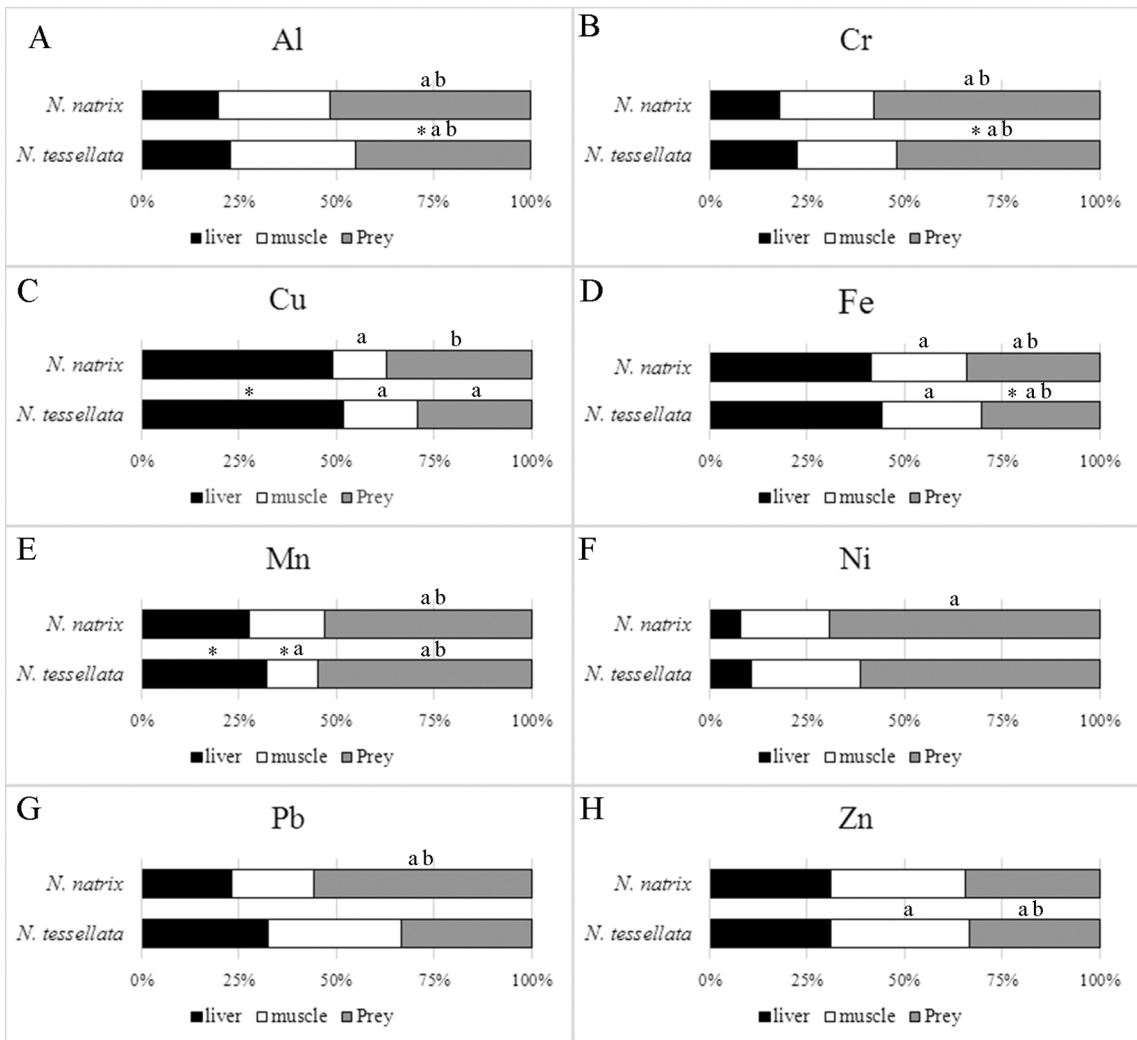 A
Al
a b
N. natrix
* a b
N. tessellata
0% 25% 50% 75% 100%
liver muscle Prey
B
Cr
a b
N. natrix
* a b
N. tessellata
0% 25% 50% 75% 100%
liver muscle Prey
C
Cu
a b
N. natrix
* a a
N. tessellata
0% 25% 50% 75% 100%
liver muscle Prey
D
Fe
a a b
N. natrix
a * a b
N. tessellata
0% 25% 50% 75% 100%
liver muscle Prey
E
Mn
a b
N. natrix
* * a a b
N. tessellata
0% 25% 50% 75% 100%
liver muscle Prey
F
Ni
a
N. natrix
N. tessellata
0% 25% 50% 75% 100%
liver muscle Prey
G
Pb
a b
N. natrix
N. tessellata
0% 25% 50% 75% 100%
liver muscle Prey
H
Zn
N. natrix
a a b
N. tessellata
0% 25% 50% 75% 100%
liver muscle Prey